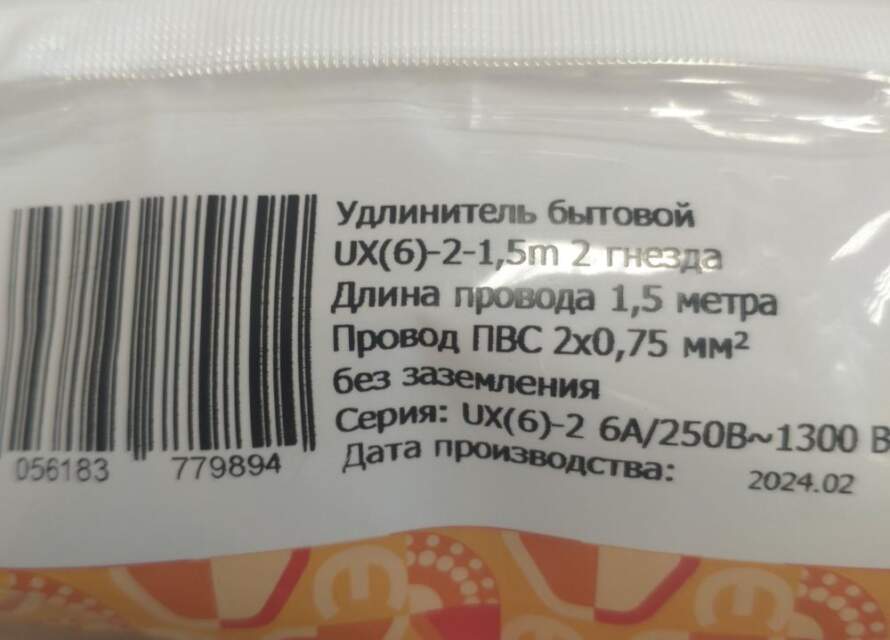 Удлинитель бытовой
UX(6)-2-1,5m 2 гнезда
Длина провода 1,5 метра
Провод ПВС 2x0,75 мм²
без заземления
Серия: UX(6)-2 6А/250В~1300 В
Дата производства: 2024.02
056183 779894